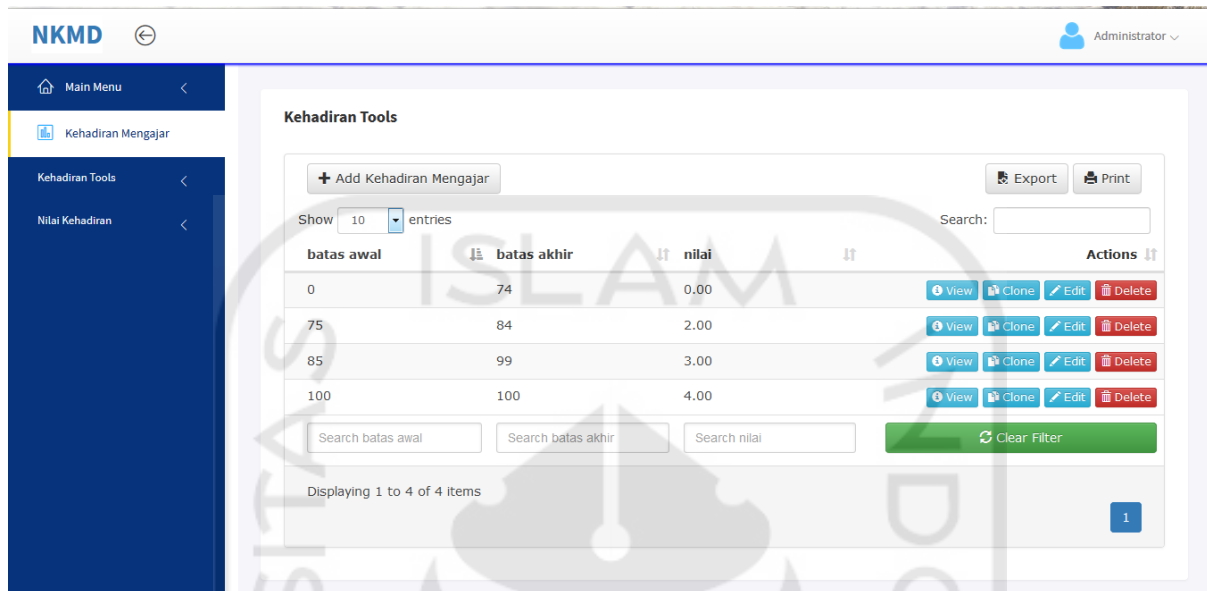 NKMD
Administrator
Main Menu
Kehadiran Mengajar
Kehadiran Tools
Nilai Kehadiran
Kehadiran Tools
Add Kehadiran Mengajar
Export Print
Show 10 entries Search:
batas awal batas akhir nilai Actions
0 74 0.00 View Clone Edit Delete
75 84 2.00 View Clone Edit Delete
85 99 3.00 View Clone Edit Delete
100 100 4.00 View Clone Edit Delete
Search batas awal Search batas akhir Search nilai Clear Filter
Displaying 1 to 4 of 4 items
1
ISLAM